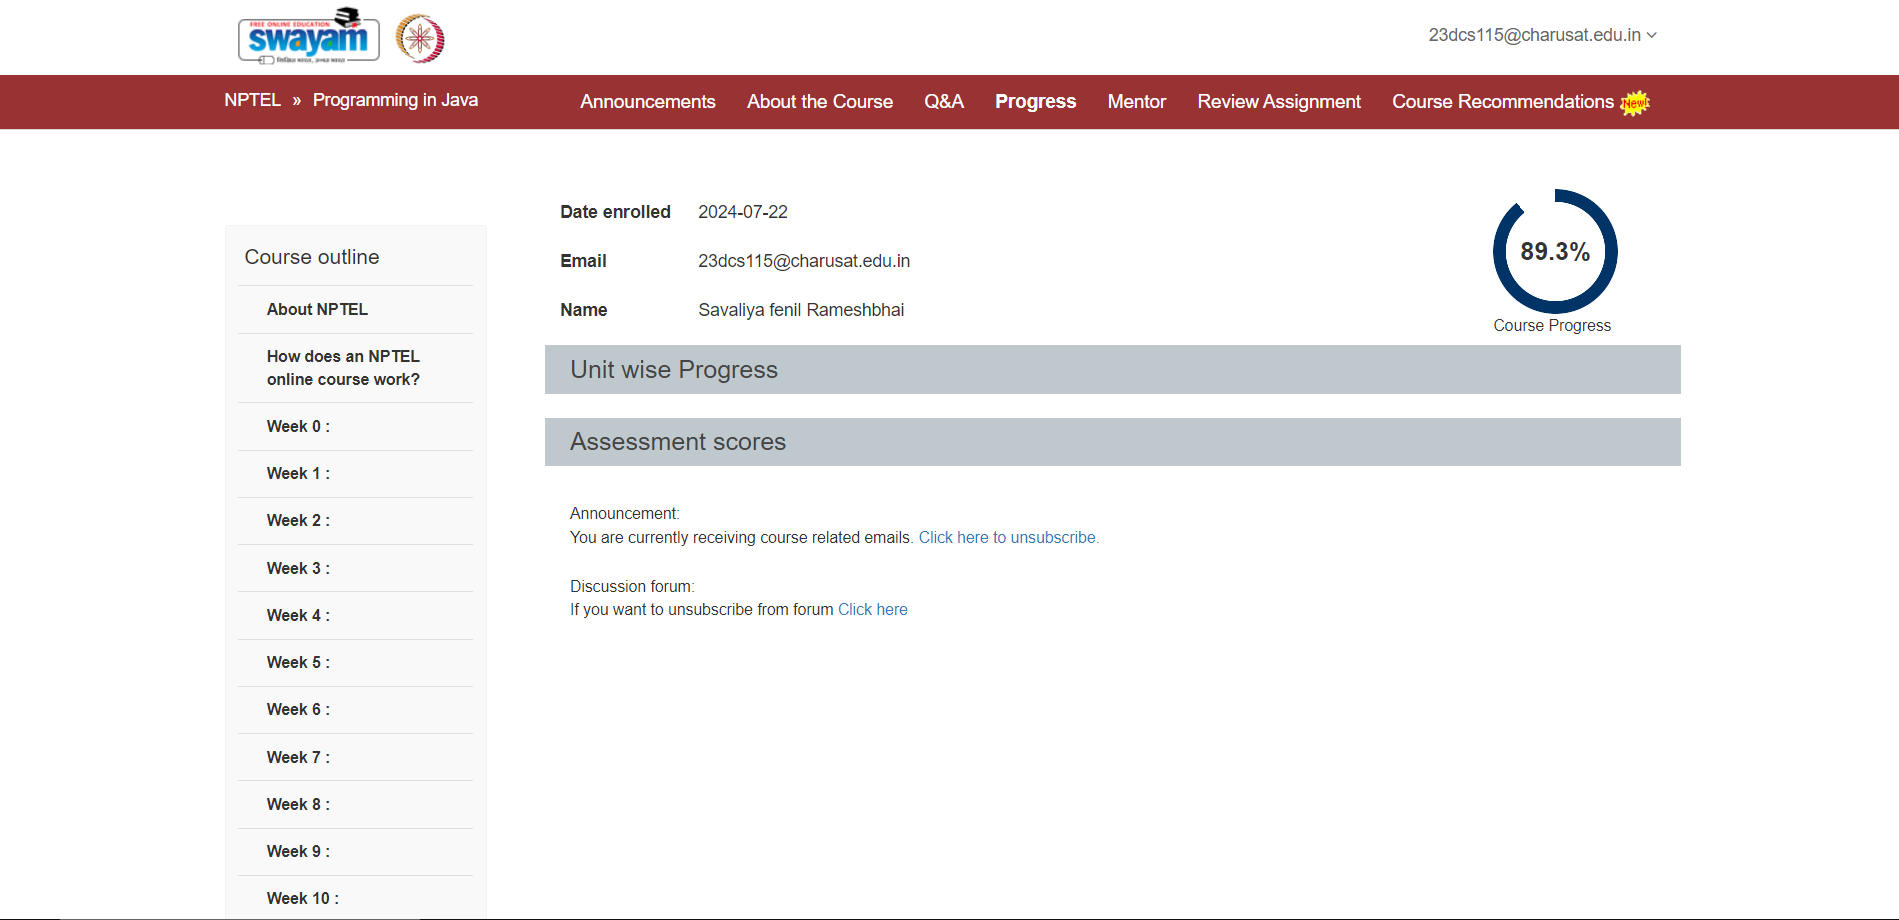 FREE ONLINE EDUCATION
swayam
23dcs115@charusat.edu.in
NPTEL » Programming in Java
Announcements About the Course Q&A Progress Mentor Review Assignment Course Recommendations New!
Course outline
About NPTEL
How does an NPTEL
online course work?
Week 0 :
Week 1 :
Week 2 :
Week 3 :
Week 4 :
Week 5 :
Week 6 :
Week 7 :
Week 8 :
Week 9 :
Week 10 :
Date enrolled 2024-07-22
Email 23dcs115@charusat.edu.in
Name Savaliya fenil Rameshbhai
89.3%
Course Progress
Unit wise Progress
Assessment scores
Announcement:
You are currently receiving course related emails. Click here to unsubscribe.
Discussion forum:
If you want to unsubscribe from forum Click here